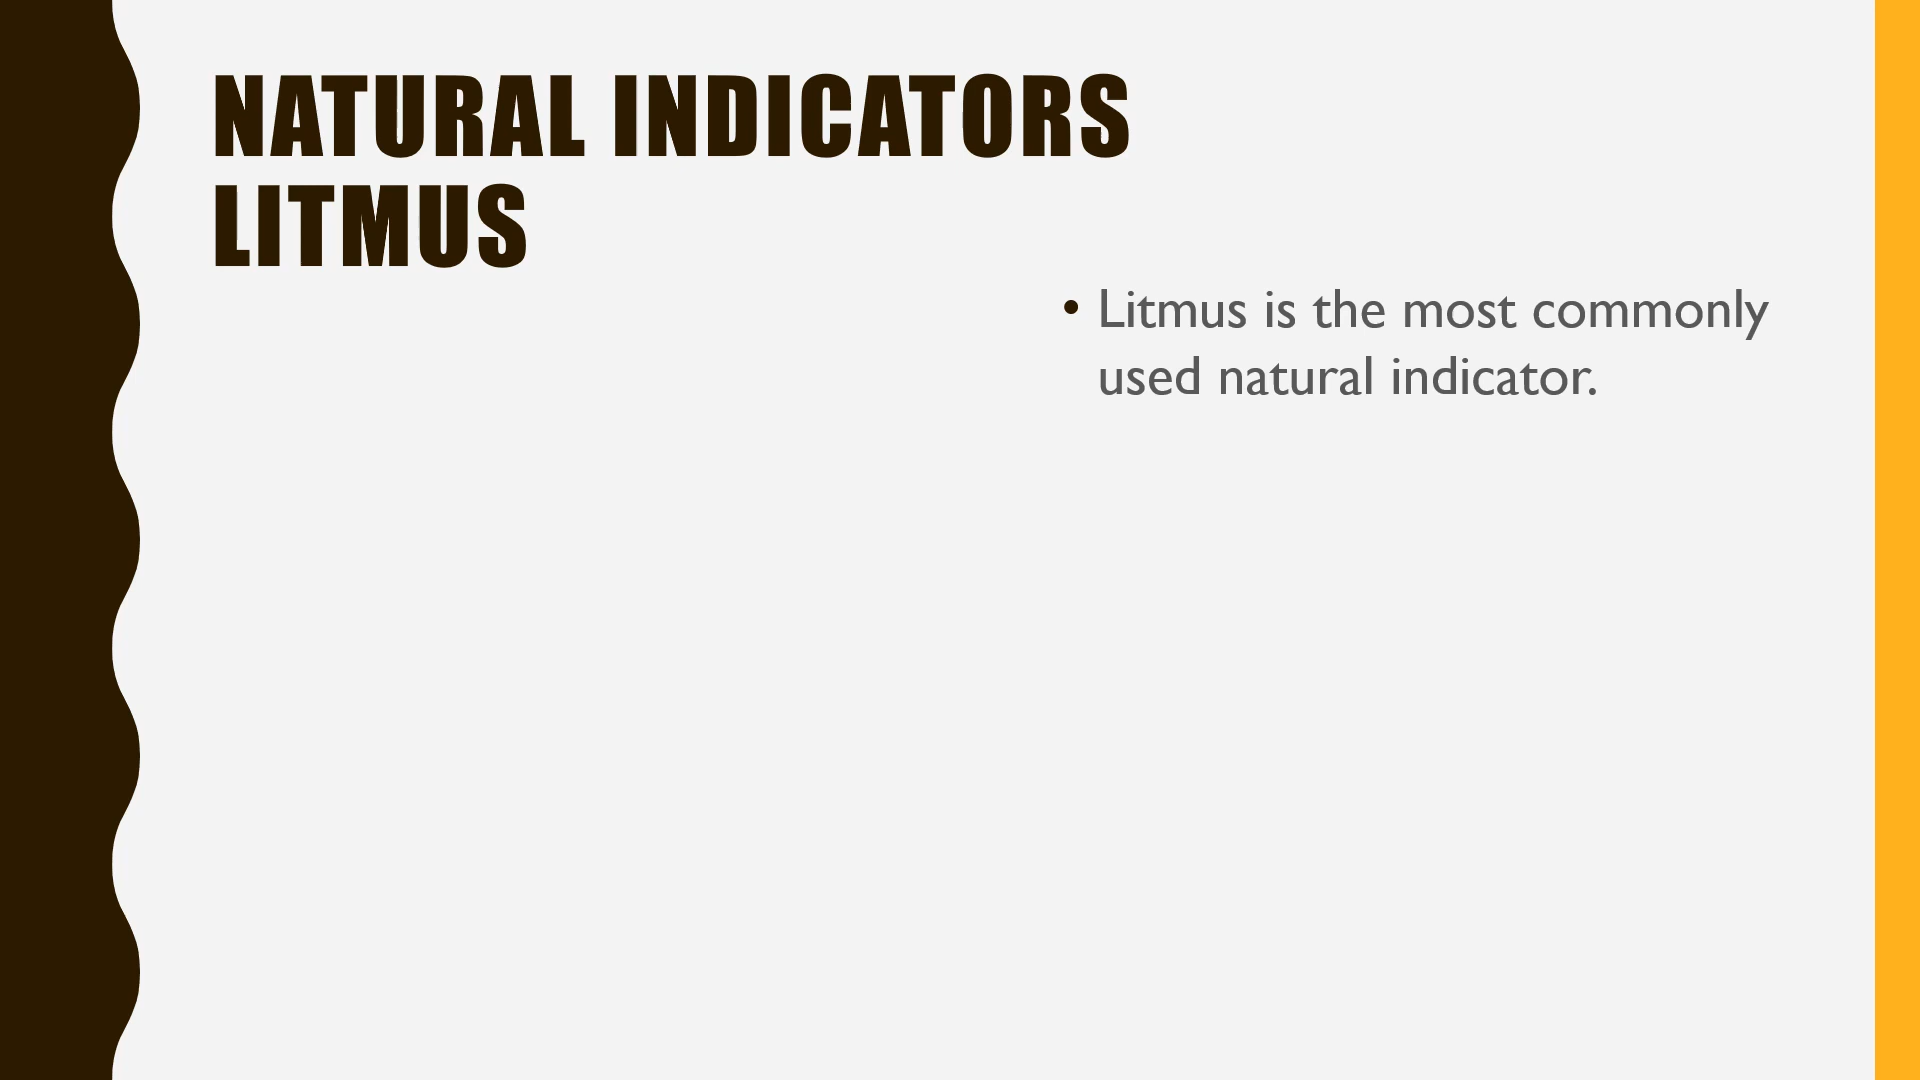 NATURAL INDICATORS
LITMUS
• Litmus is the most commonly
used natural indicator.